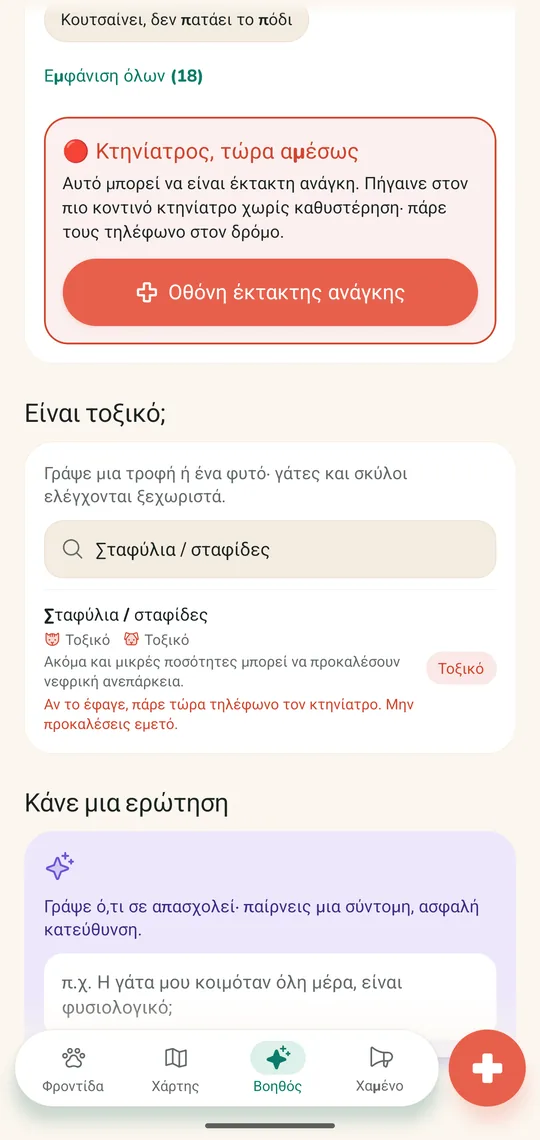 Κουτσαίνει, δεν πατάει το πόδι
Εμφάνιση όλων (18)
Κτηνίατρος, τώρα αμέσως
Αυτό μπορεί να είναι έκτακτη ανάγκη. Πήγαινε στον
πιο κοντινό κτηνίατρο χωρίς καθυστέρηση· πάρε
τους τηλέφωνο στον δρόμο.
Οθόνη έκτακτης ανάγκης
Είναι τοξικό;
Γράψε μια τροφή ή ένα φυτό· γάτες και σκύλοι
ελέγχονται ξεχωριστά.
Σταφύλια / σταφίδες
Σταφύλια / σταφίδες
Τοξικό Τοξικό
Ακόμα και μικρές ποσότητες μπορεί να προκαλέσουν
νεφρική ανεπάρκεια.
Τοξικό
Αν το έφαγε, πάρε τώρα τηλέφωνο τον κτηνίατρο. Μην
προκαλέσεις εμετό.
Κάνε μια ερώτηση
Γράψε ό,τι σε απασχολεί· παίρνεις μια σύντομη, ασφαλή
κατεύθυνση.
π.χ. Η γάτα μου κοιμόταν όλη μέρα, είναι
φυσιολογικό;
Φροντίδα Χάρτης Βοηθός Χαμένο